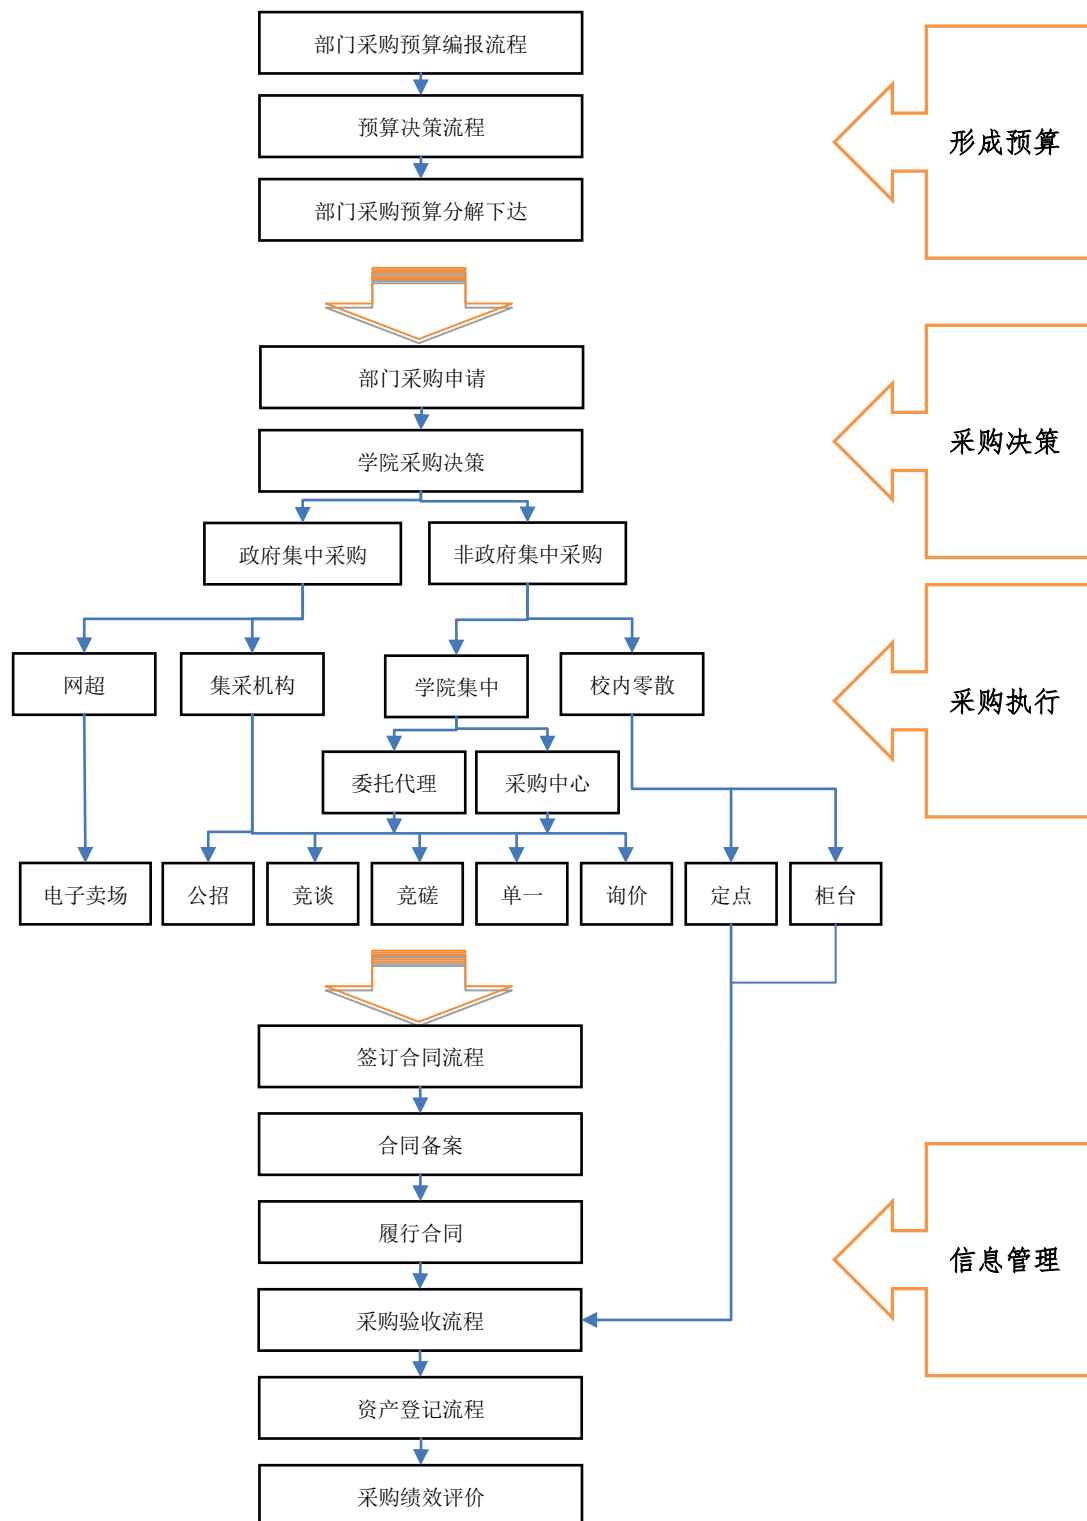 部门采购预算编报流程
预算决策流程
形成预算
部门采购预算分解下达
部门采购申请
采购决策
学院采购决策
政府集中采购
非政府集中采购
网超
集采机构
学院集中
校内零散
采购执行
委托代理
采购中心
电子卖场
公招
竞谈
竞磋
单一
询价
定点
柜台
签订合同流程
合同备案
履行合同
信息管理
采购验收流程
资产登记流程
采购绩效评价